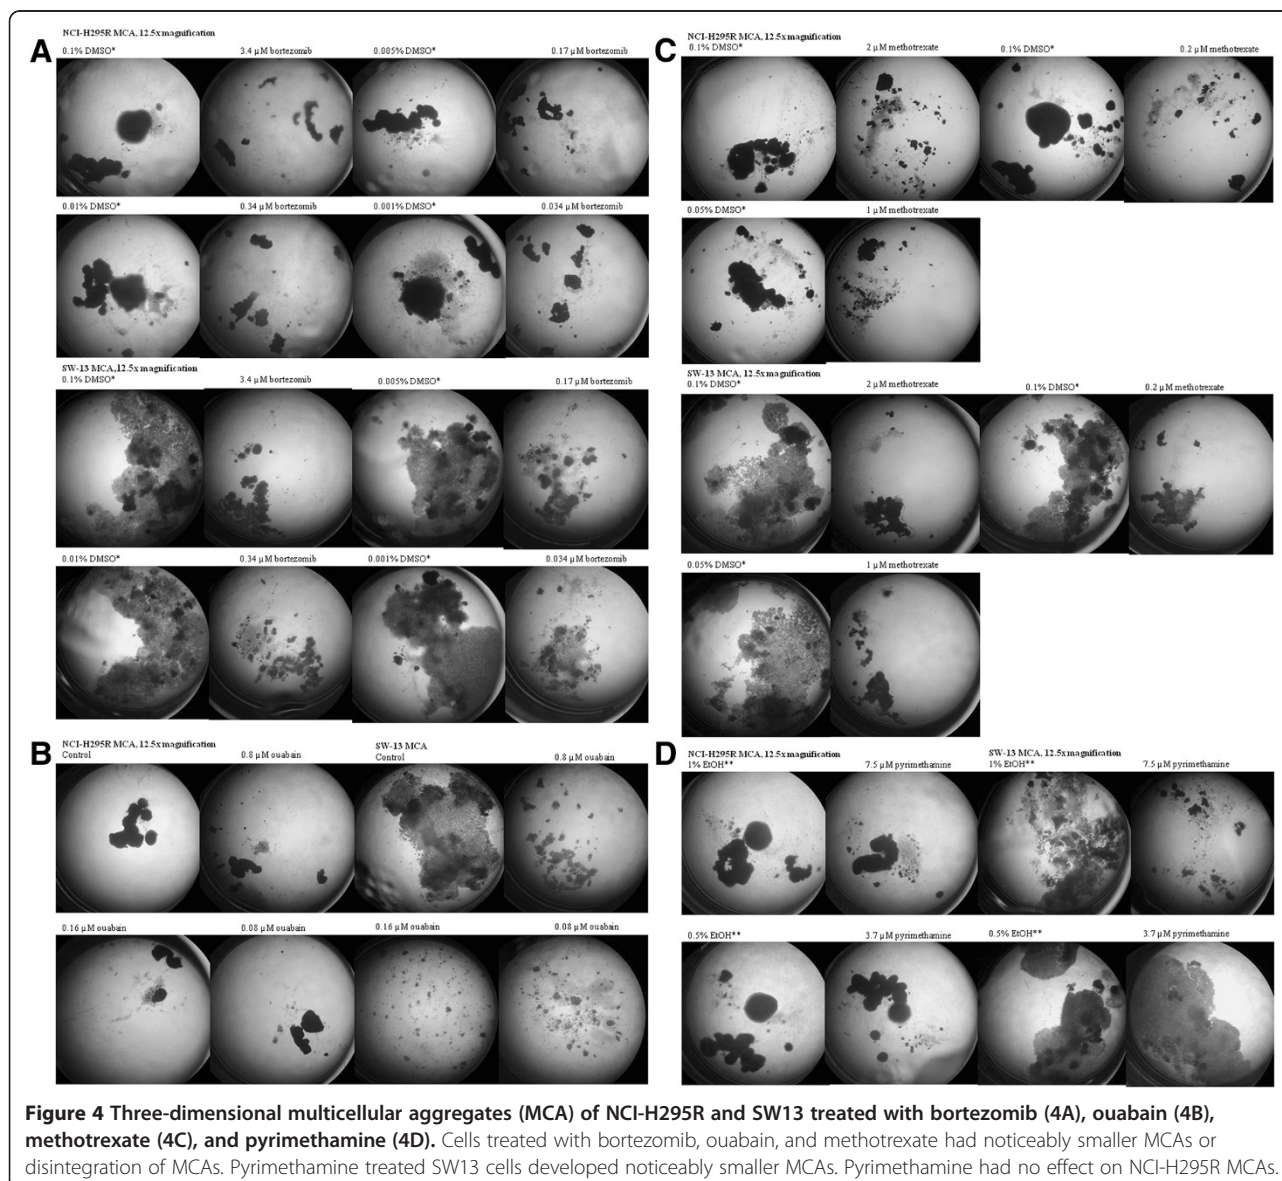 A
NCI-H295R MCA, 12.5x magnification
0.1% DMSO* 3.4 µM bortezomib 0.005% DMSO* 0.17 µM bortezomib
0.01% DMSO* 0.34 µM bortezomib 0.001% DMSO* 0.034 µM bortezomib
SW-13 MCA, 12.5x magnification
0.1% DMSO* 3.4 µM bortezomib 0.005% DMSO* 0.17 µM bortezomib
0.01% DMSO* 0.34 µM bortezomib 0.001% DMSO* 0.034 µM bortezomib
B
NCI-H295R MCA, 12.5x magnification SW-13 MCA
Control 0.8 µM ouabain Control 0.8 µM ouabain
0.16 µM ouabain 0.08 µM ouabain 0.16 µM ouabain 0.08 µM ouabain
C
NCI-H295R MCA, 12.5x magnification
0.1% DMSO* 2 µM methotrexate 0.1% DMSO* 0.2 µM methotrexate
0.05% DMSO* 1 µM methotrexate
SW-13 MCA, 12.5x magnification
0.1% DMSO* 2 µM methotrexate 0.1% DMSO* 0.2 µM methotrexate
0.05% DMSO* 1 µM methotrexate
D
NCI-H295R MCA, 12.5x magnification SW-13 MCA, 12.5x magnification
1% EtOH** 7.5 µM pyrimethamine 1% EtOH** 7.5 µM pyrimethamine
0.5% EtOH** 3.7 µM pyrimethamine 0.5% EtOH** 3.7 µM pyrimethamine
Figure 4 Three-dimensional multicellular aggregates (MCA) of NCI-H295R and SW13 treated with bortezomib (4A), ouabain (4B),
methotrexate (4C), and pyrimethamine (4D). Cells treated with bortezomib, ouabain, and methotrexate had noticeably smaller MCAs or
disintegration of MCAs. Pyrimethamine treated SW13 cells developed noticeably smaller MCAs. Pyrimethamine had no effect on NCI-H295R MCAs.